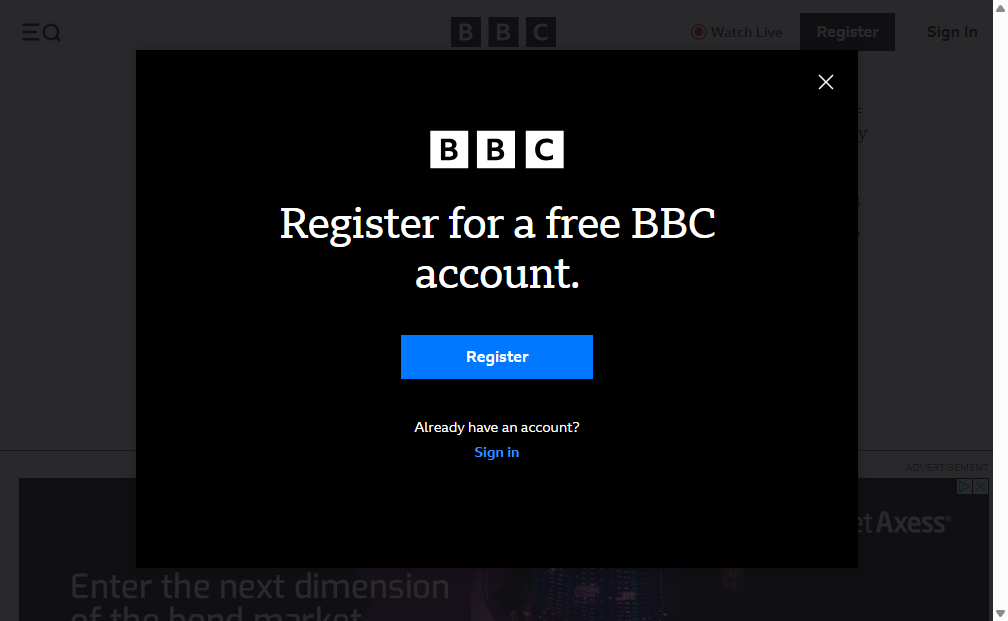 BBC
Watch Live
Register
Sign In
BBC
Register for a free BBC
account.
Register
Already have an account?
Sign in
ADVERTISEMENT
Axess
Enter the next dimension
of the bond market